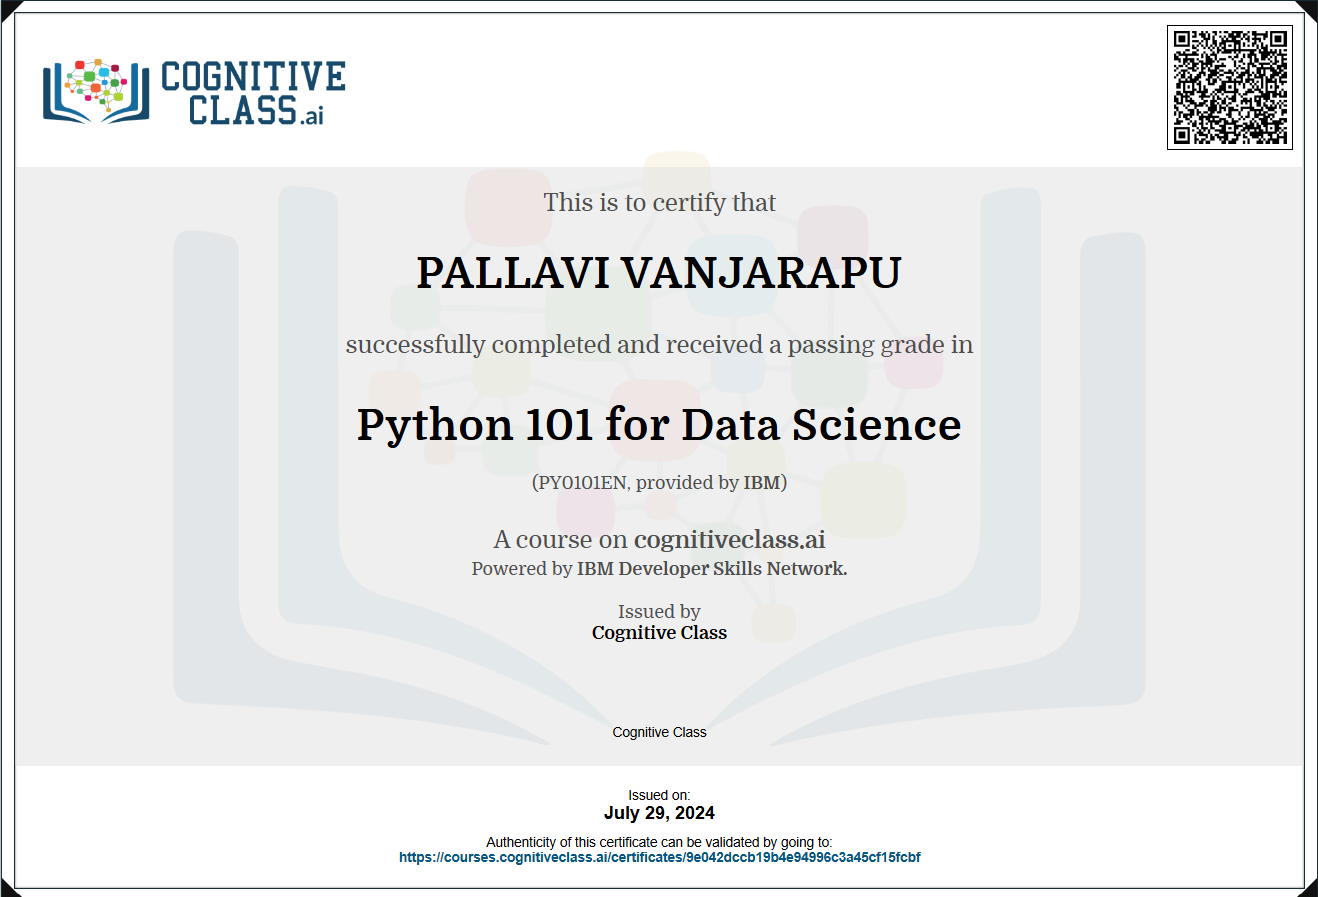 COGNITIVE
CLASS.ai
This is to certify that
PALLAVI VANJARAPU
successfully completed and received a passing grade in
Python 101 for Data Science
(PY0101EN, provided by IBM)
A course on cognitiveclass.ai
Powered by IBM Developer Skills Network.
Issued by
Cognitive Class
Cognitive Class
Issued on:
July 29, 2024
Authenticity of this certificate can be validated by going to:
https://courses.cognitiveclass.ai/certificates/9e042dccb19b4e94996c3a45cf15fcbf